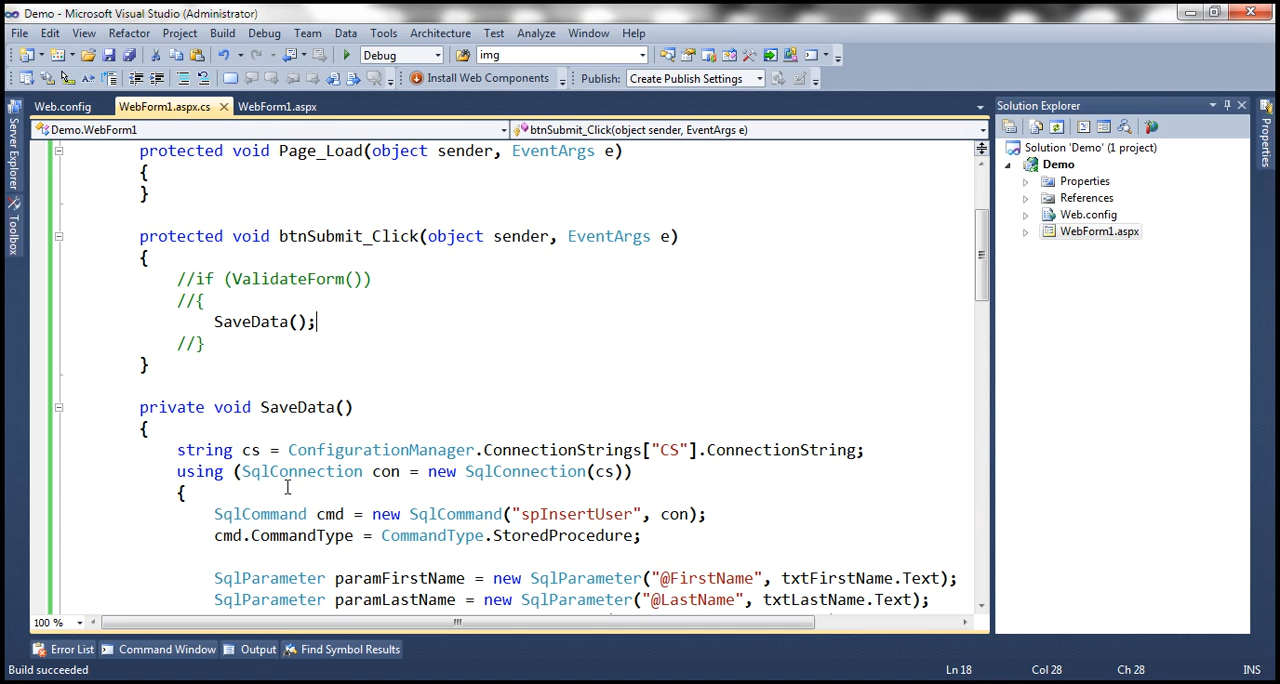 Demo - Microsoft Visual Studio (Administrator)
File Edit View Refactor Project Build Debug Team Data Tools Architecture Test Analyze Window Help
Debug img
Install Web Components Publish: Create Publish Settings
Web.config WebForm1.aspx.cs WebForm1.aspx
Demo.WebForm1 btnSubmit_Click(object sender, EventArgs e)
Server Explorer
Toolbox
protected void Page_Load(object sender, EventArgs e)
{
}
protected void btnSubmit_Click(object sender, EventArgs e)
{
//if (ValidateForm())
//{
SaveData();
//}
}
private void SaveData()
{
string cs = ConfigurationManager.ConnectionStrings["CS"].ConnectionString;
using (SqlConnection con = new SqlConnection(cs))
{
SqlCommand cmd = new SqlCommand("spInsertUser", con);
cmd.CommandType = CommandType.StoredProcedure;
SqlParameter paramFirstName = new SqlParameter("@FirstName", txtFirstName.Text);
SqlParameter paramLastName = new SqlParameter("@LastName", txtLastName.Text);
100 %
Solution Explorer
Solution 'Demo' (1 project)
Demo
Properties
References
Web.config
WebForm1.aspx
Properties
Error List Command Window Output Find Symbol Results
Build succeeded Ln 18 Col 28 Ch 28 INS